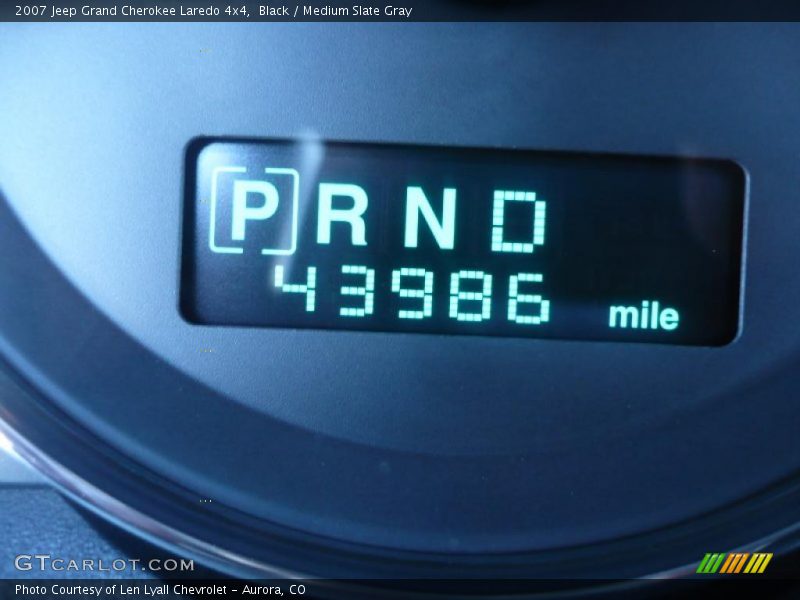 2007 Jeep Grand Cherokee Laredo 4x4, Black / Medium Slate Gray
[P] R N D
43986 mile
GTCARLOT.COM
Photo Courtesy of Len Lyall Chevrolet - Aurora, CO